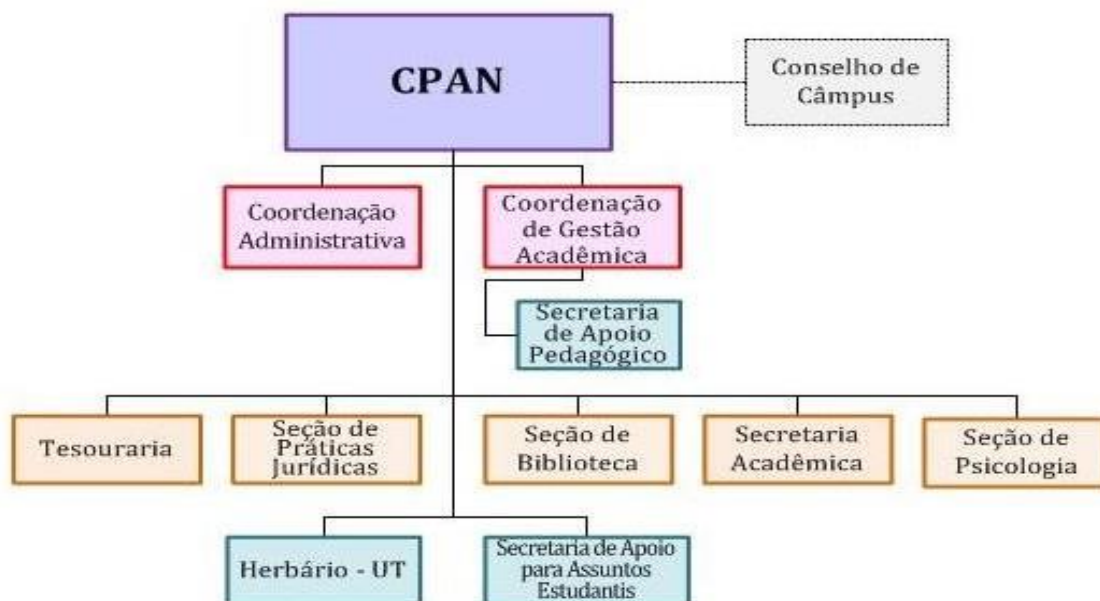 CPAN
Conselho de
Câmpus
Coordenação
Administrativa
Coordenação
de Gestão
Acadêmica
Secretaria
de Apoio
Pedagógico
Tesouraria
Seção de
Práticas
Jurídicas
Seção de
Biblioteca
Secretaria
Acadêmica
Seção de
Psicologia
Herbário - UT
Secretaria de Apoio
para Assuntos
Estudantis